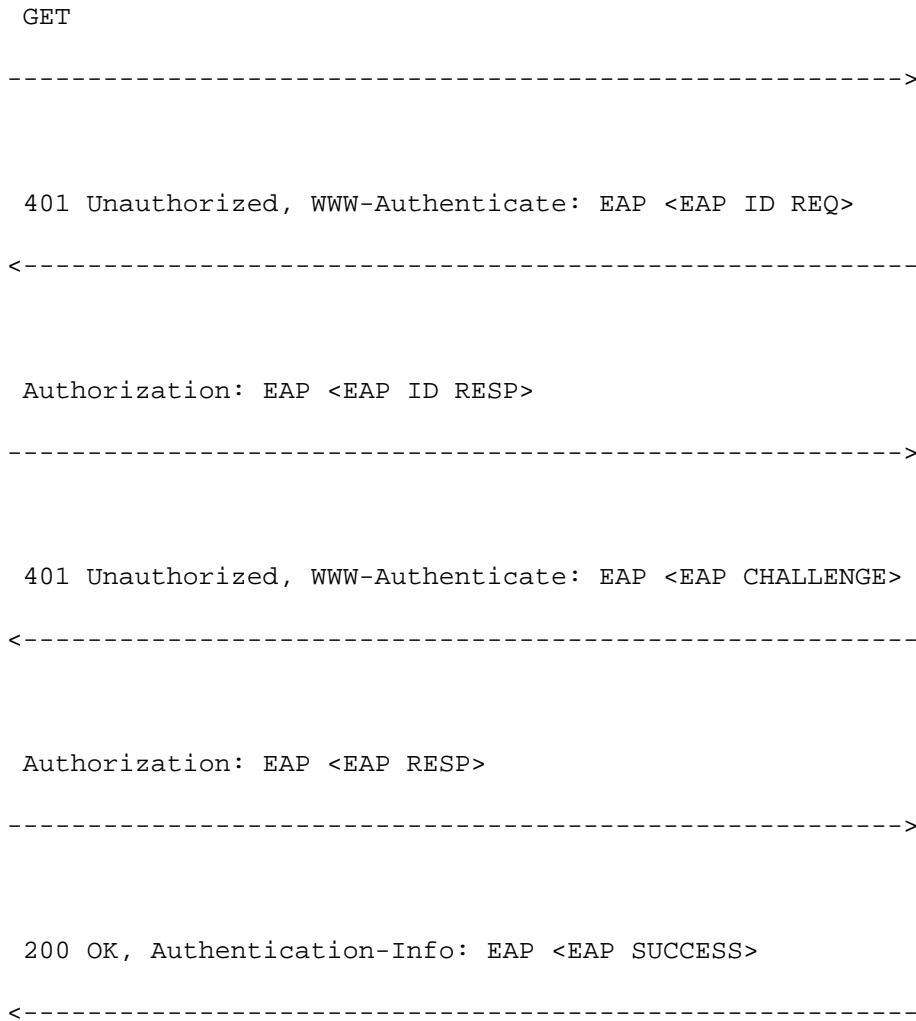 GET
-------------------------------------------------------->
401 Unauthorized, WWW-Authenticate: EAP <EAP ID REQ>
<--------------------------------------------------------
Authorization: EAP <EAP ID RESP>
-------------------------------------------------------->
401 Unauthorized, WWW-Authenticate: EAP <EAP CHALLENGE>
<--------------------------------------------------------
Authorization: EAP <EAP RESP>
-------------------------------------------------------->
200 OK, Authentication-Info: EAP <EAP SUCCESS>
<--------------------------------------------------------